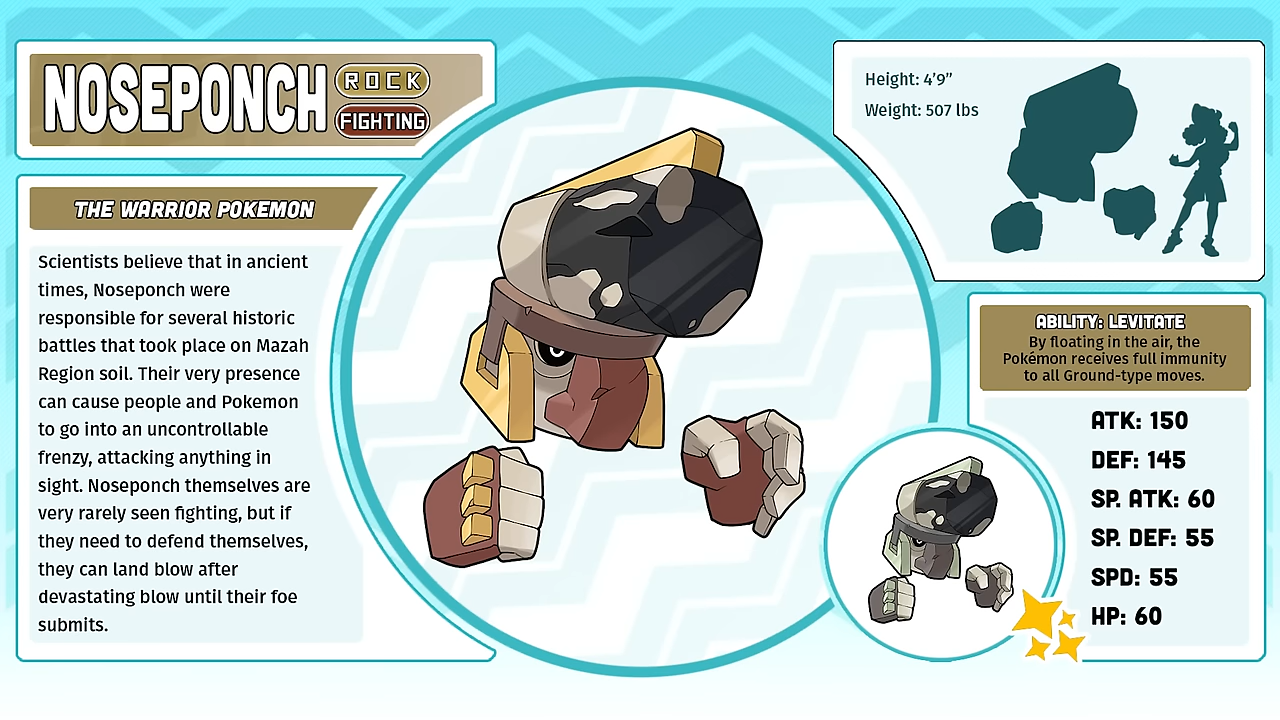 NOSEPONCH
ROCK
FIGHTING
THE WARRIOR POKEMON
Scientists believe that in ancient
times, Noseponch were
responsible for several historic
battles that took place on Mazah
Region soil. Their very presence
can cause people and Pokemon
to go into an uncontrollable
frenzy, attacking anything in
sight. Noseponch themselves are
very rarely seen fighting, but if
they need to defend themselves,
they can land blow after
devastating blow until their foe
submits.
Height: 4’9”
Weight: 507 lbs
ABILITY: LEVITATE
By floating in the air, the
Pokémon receives full immunity
to all Ground-type moves.
ATK: 150
DEF: 145
SP. ATK: 60
SP. DEF: 55
SPD: 55
HP: 60